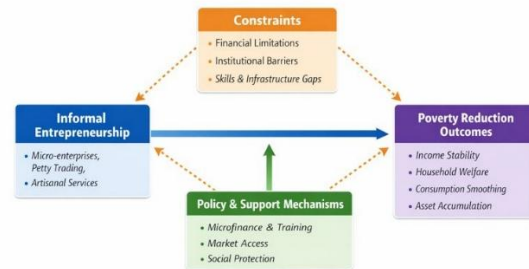 Constraints
• Financial Limitations
• Institutional Barriers
• Skills & Infrastructure Gaps
Informal
Entrepreneurship
• Micro-enterprises,
Petty Trading,
• Artisanal Services
Poverty Reduction
Outcomes
• Income Stability
• Household Welfare
• Consumption Smoothing
• Asset Accumulation
Policy & Support Mechanisms
• Microfinance & Training
• Market Access
• Social Protection